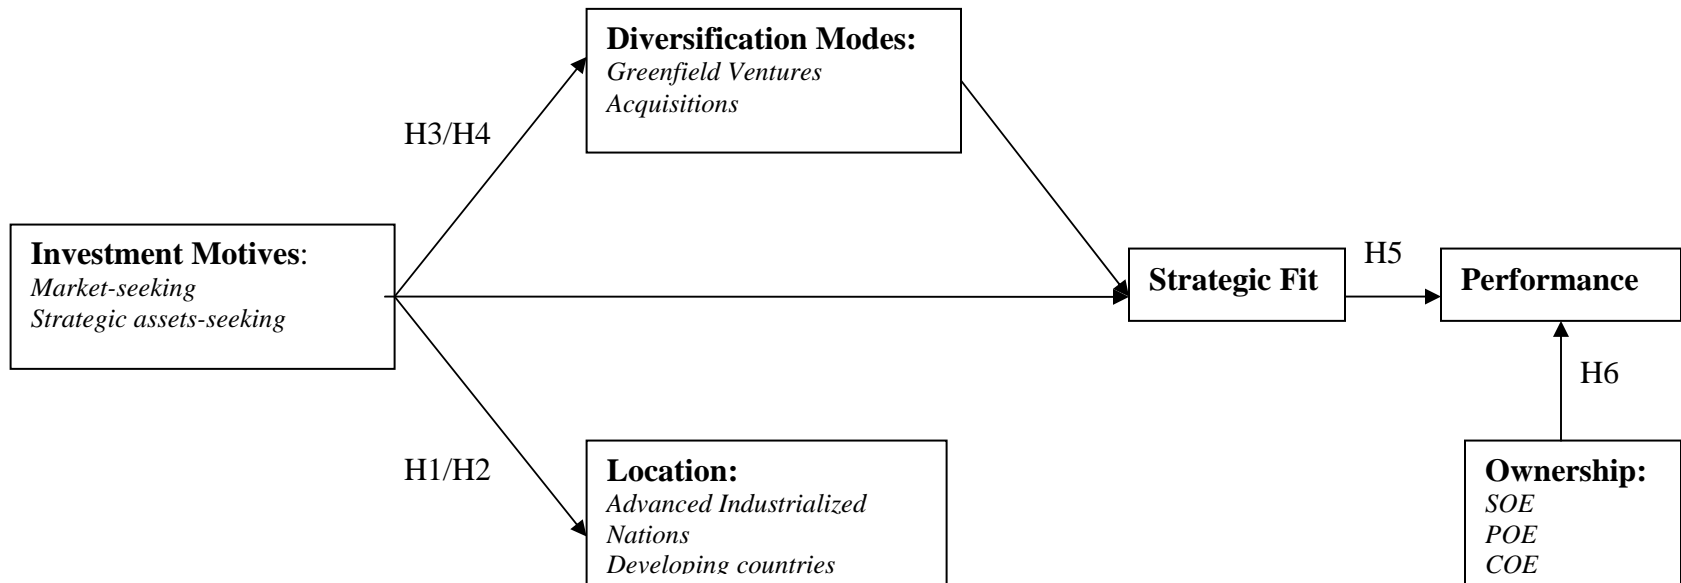 Diversification Modes:
Greenfield Ventures
Acquisitions
H3/H4
Investment Motives:
Market-seeking
Strategic assets-seeking
Strategic Fit
H5
Performance
H6
H1/H2
Location:
Advanced Industrialized
Nations
Developing countries
Ownership:
SOE
POE
COE